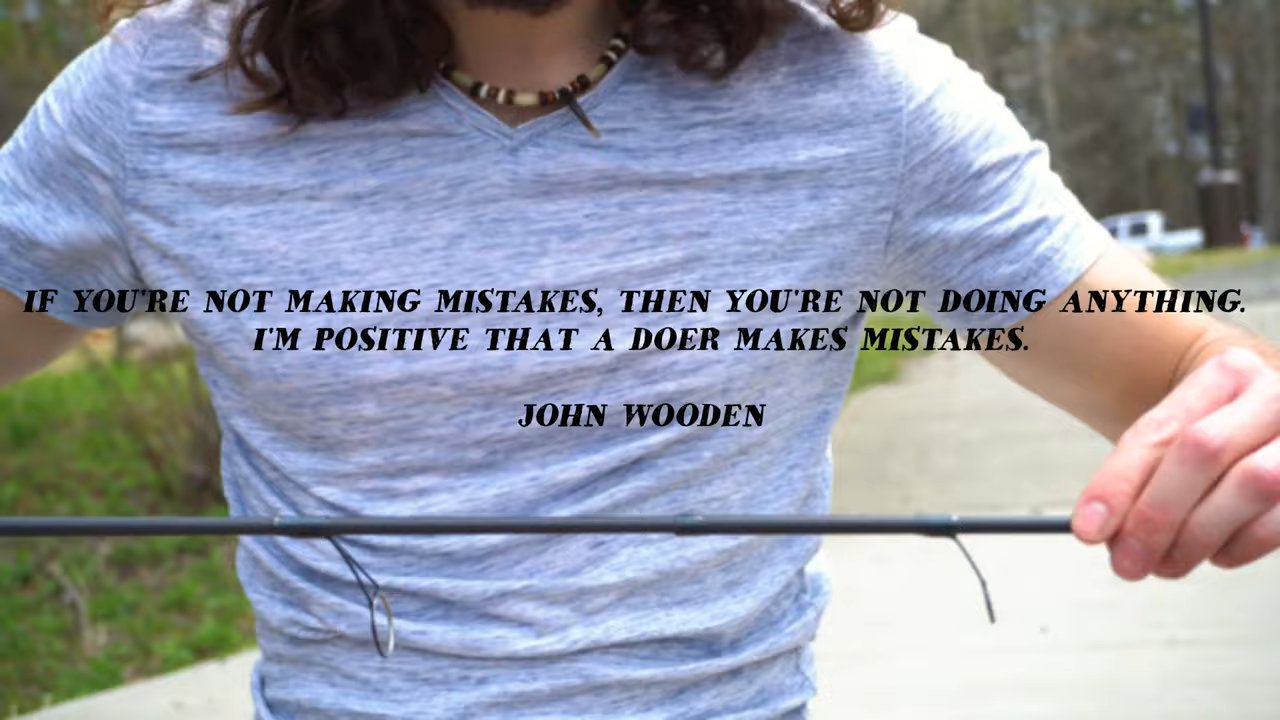 IF YOU'RE NOT MAKING MISTAKES, THEN YOU'RE NOT DOING ANYTHING.
I'M POSITIVE THAT A DOER MAKES MISTAKES.
JOHN WOODEN